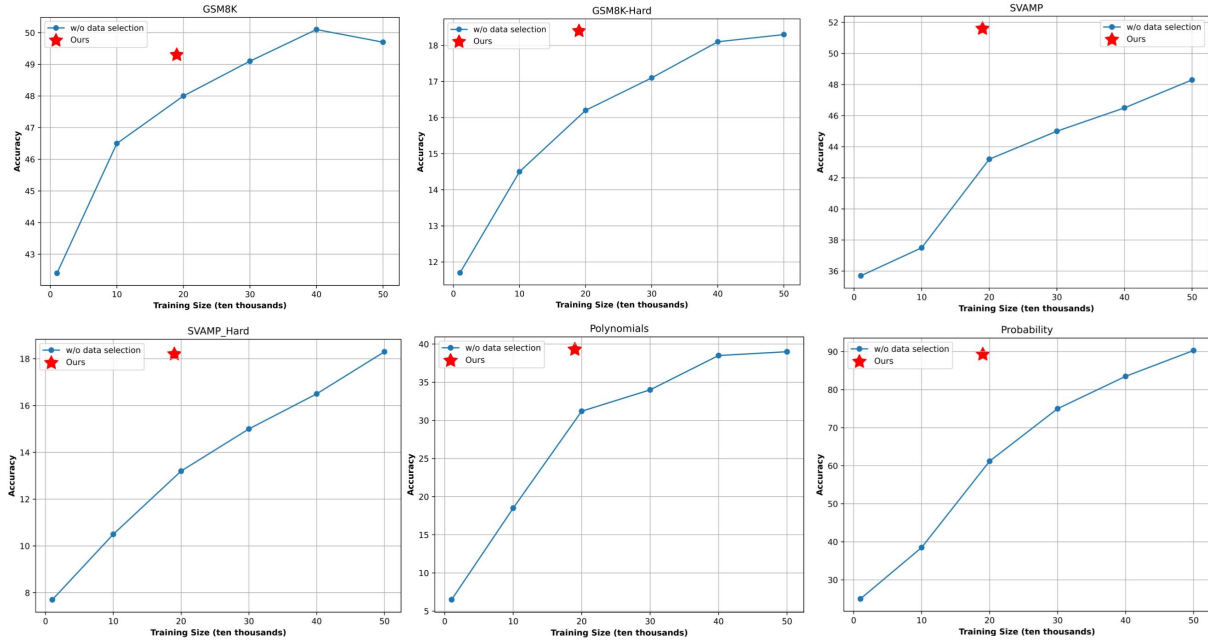 GSM8K
w/o data selection
Ours
50
49
48
47
46
45
44
43
Accuracy
0 10 20 30 40 50
Training Size (ten thousands)
GSM8K-Hard
w/o data selection
Ours
18
17
16
15
14
13
12
Accuracy
0 10 20 30 40 50
Training Size (ten thousands)
SVAMP
w/o data selection
Ours
52
50
48
46
44
42
40
38
36
Accuracy
0 10 20 30 40 50
Training Size (ten thousands)
SVAMP_Hard
w/o data selection
Ours
18
16
14
12
10
8
Accuracy
0 10 20 30 40 50
Training Size (ten thousands)
Polynomials
w/o data selection
Ours
40
35
30
25
20
15
10
5
Accuracy
0 10 20 30 40 50
Training Size (ten thousands)
Probability
w/o data selection
Ours
90
80
70
60
50
40
30
Accuracy
0 10 20 30 40 50
Training Size (ten thousands)